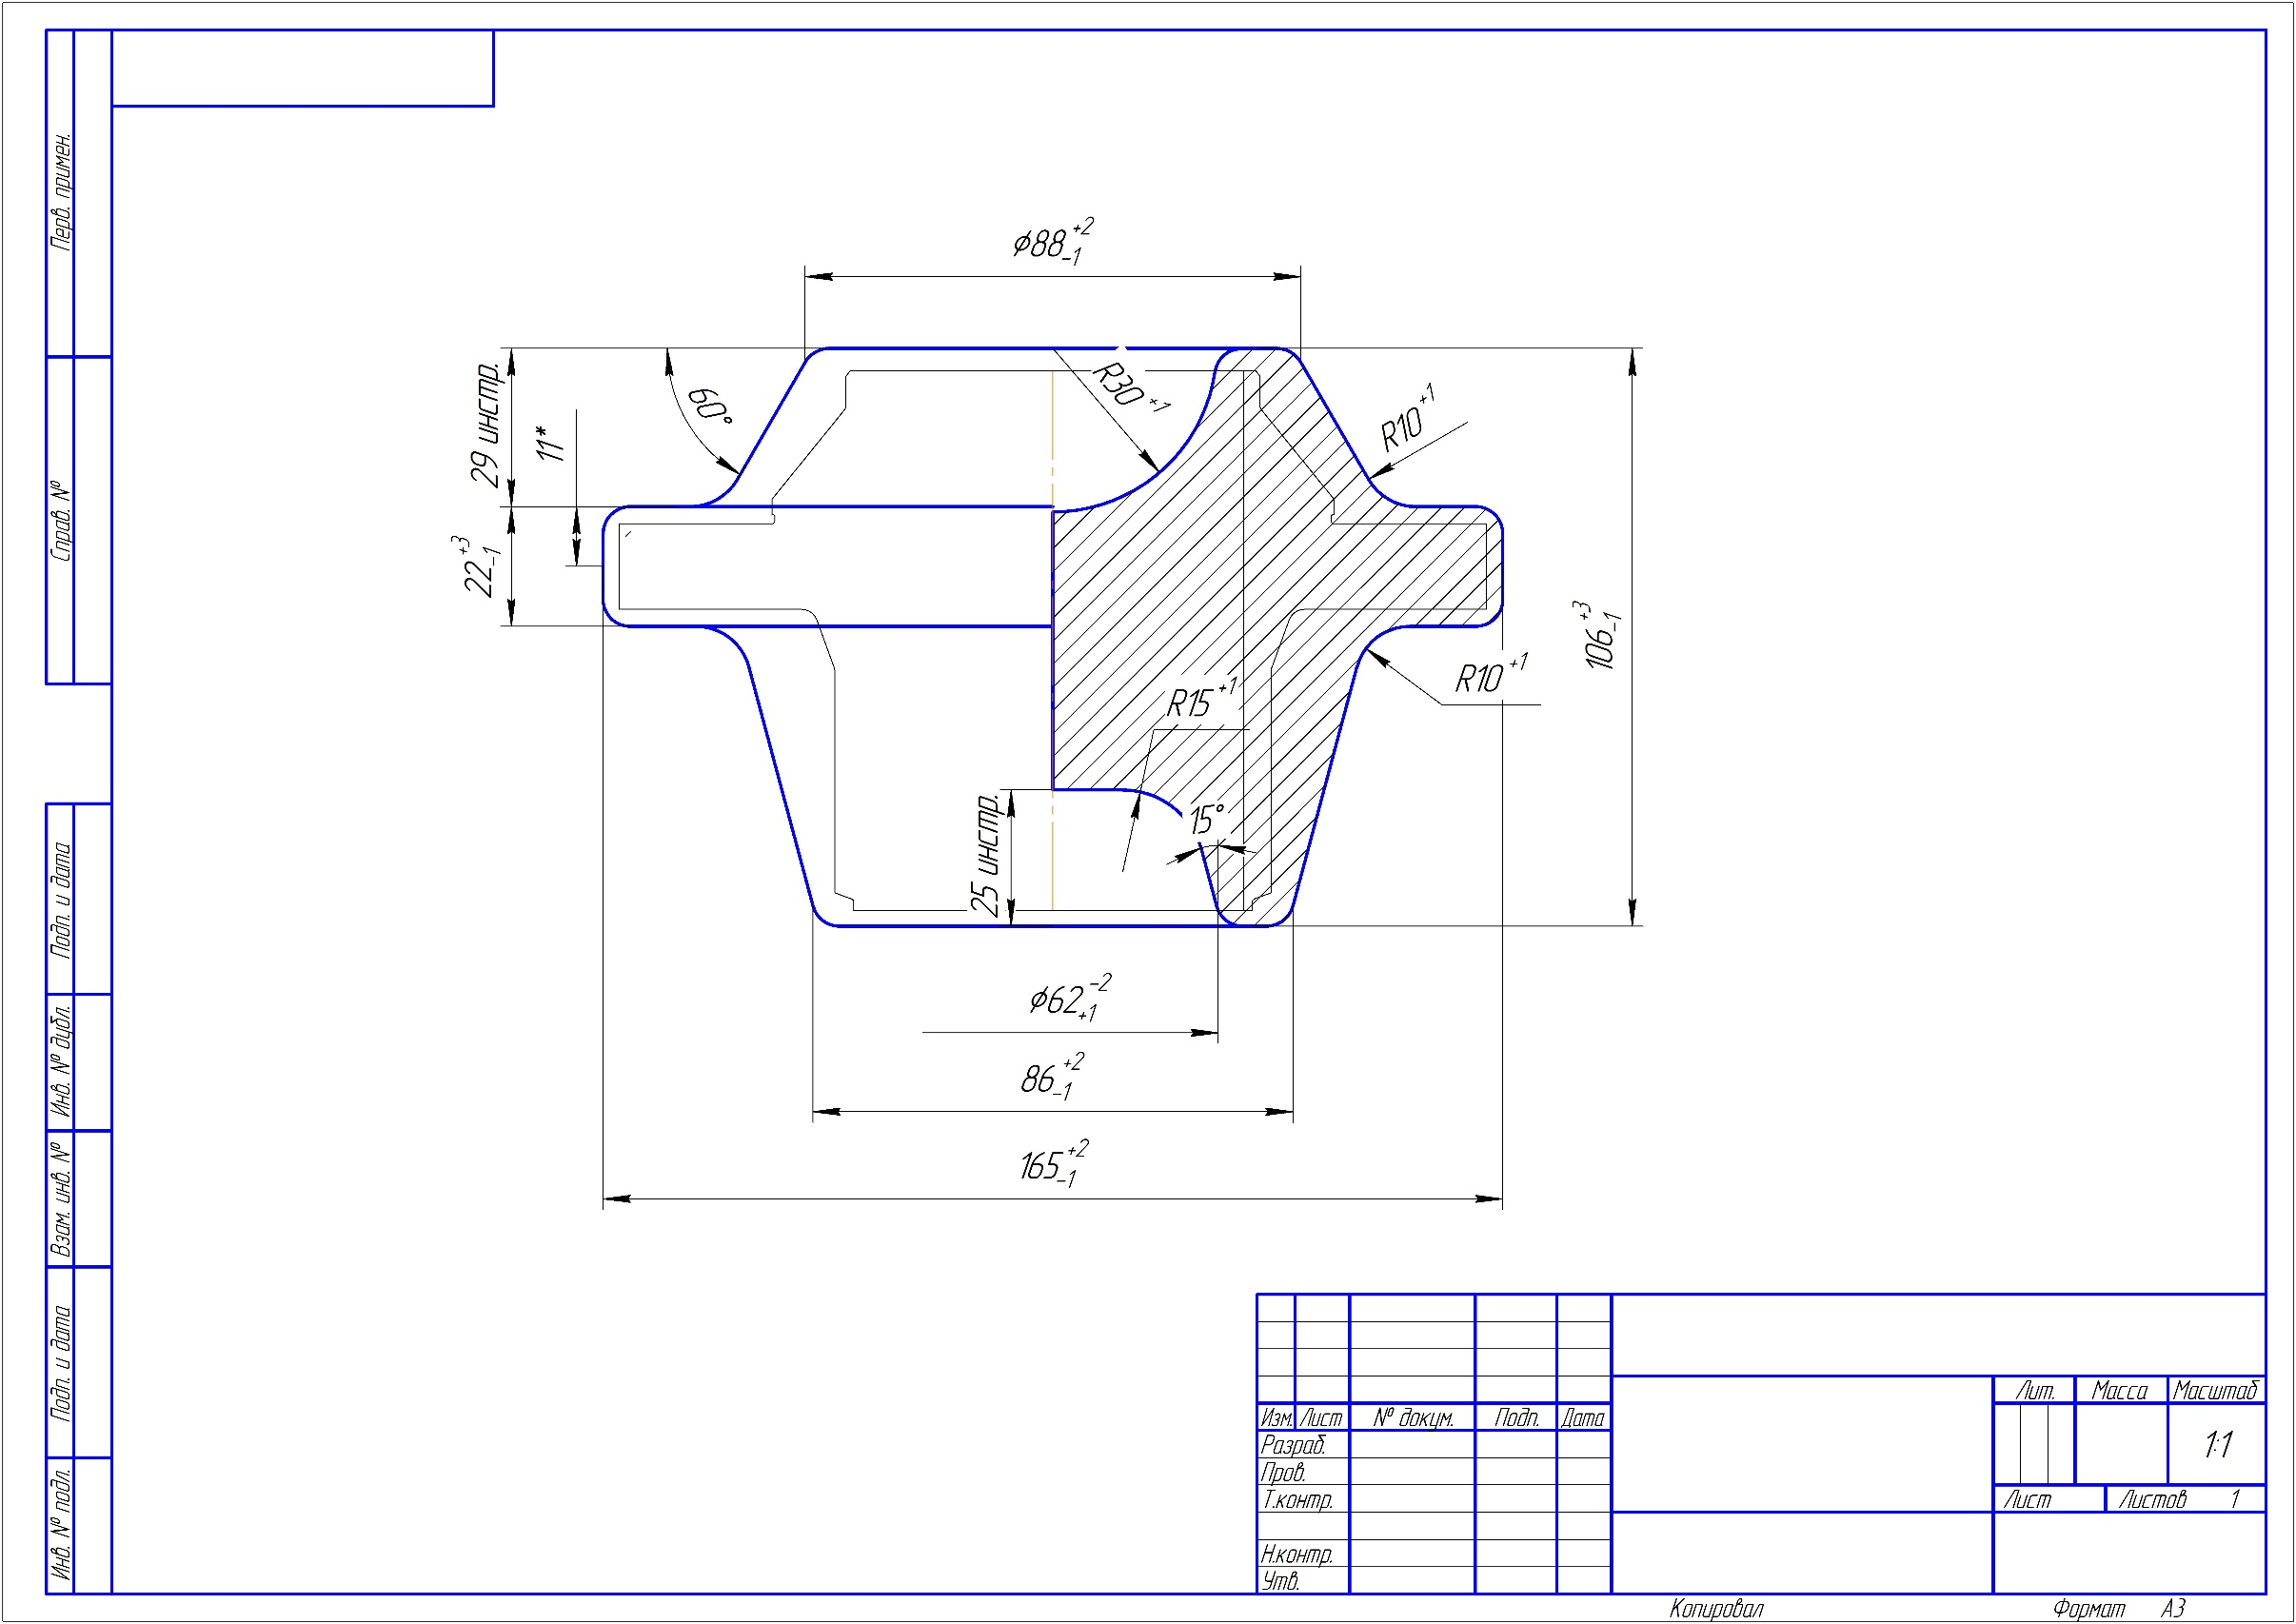 Перв. примен.
Справ. №
Подп. и дата
Инв. № дубл.
Взам. инв. №
Подп. и дата
Инв. № подл.
⌀88 +2 -1
29 инстр.
11*
60°
R30 +1
R10 +1
22 +3 -1
106 +3 -1
R10 +1
R15 +1
15°
25 инстр.
⌀62 -2 +1
86 +2 -1
165 +2 -1
Изм. Лист № докум. Подп. Дата
Разраб.
Пров.
Т.контр.
Н.контр.
Утв.
Лит. Масса Масштаб
1:1
Лист Листов 1
Копировал Формат А3